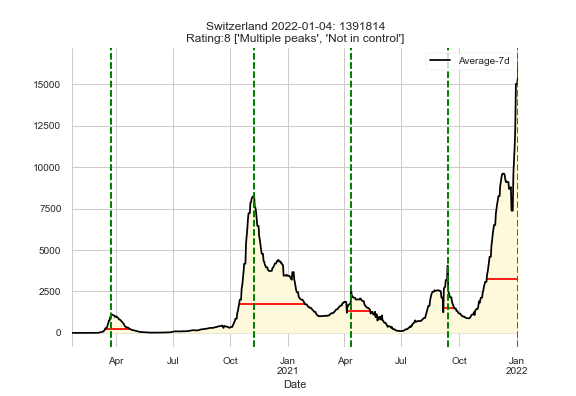 Switzerland 2022-01-04: 1391814
Rating:8 ['Multiple peaks', 'Not in control']
Average-7d
15000
12500
10000
7500
5000
2500
0
Apr Jul Oct Jan Apr Jul Oct Jan
2021 2022
Date